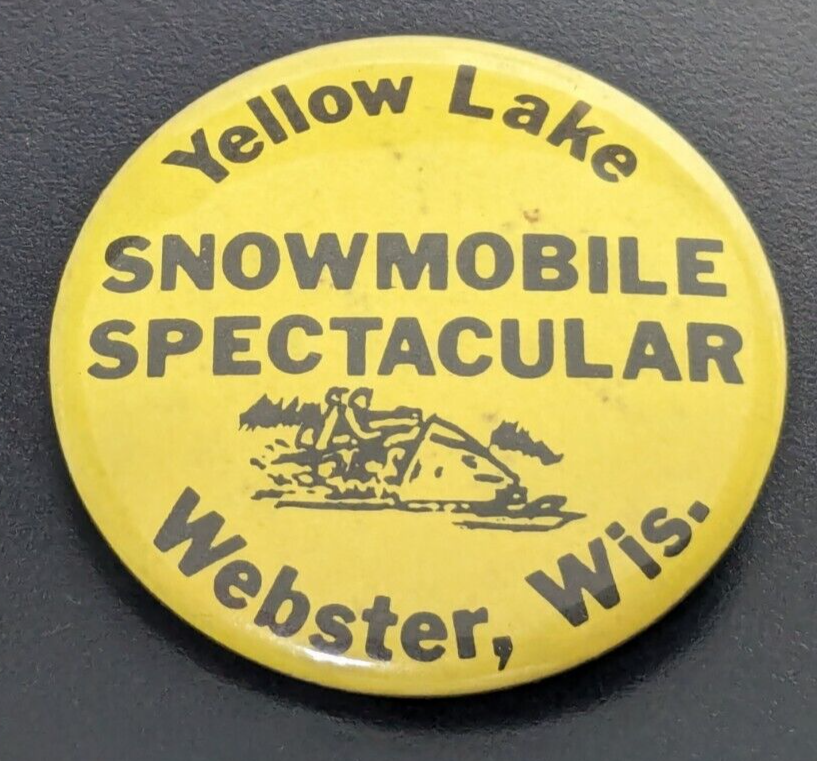 Yellow Lake
SNOWMOBILE
SPECTACULAR
Webster, Wis.